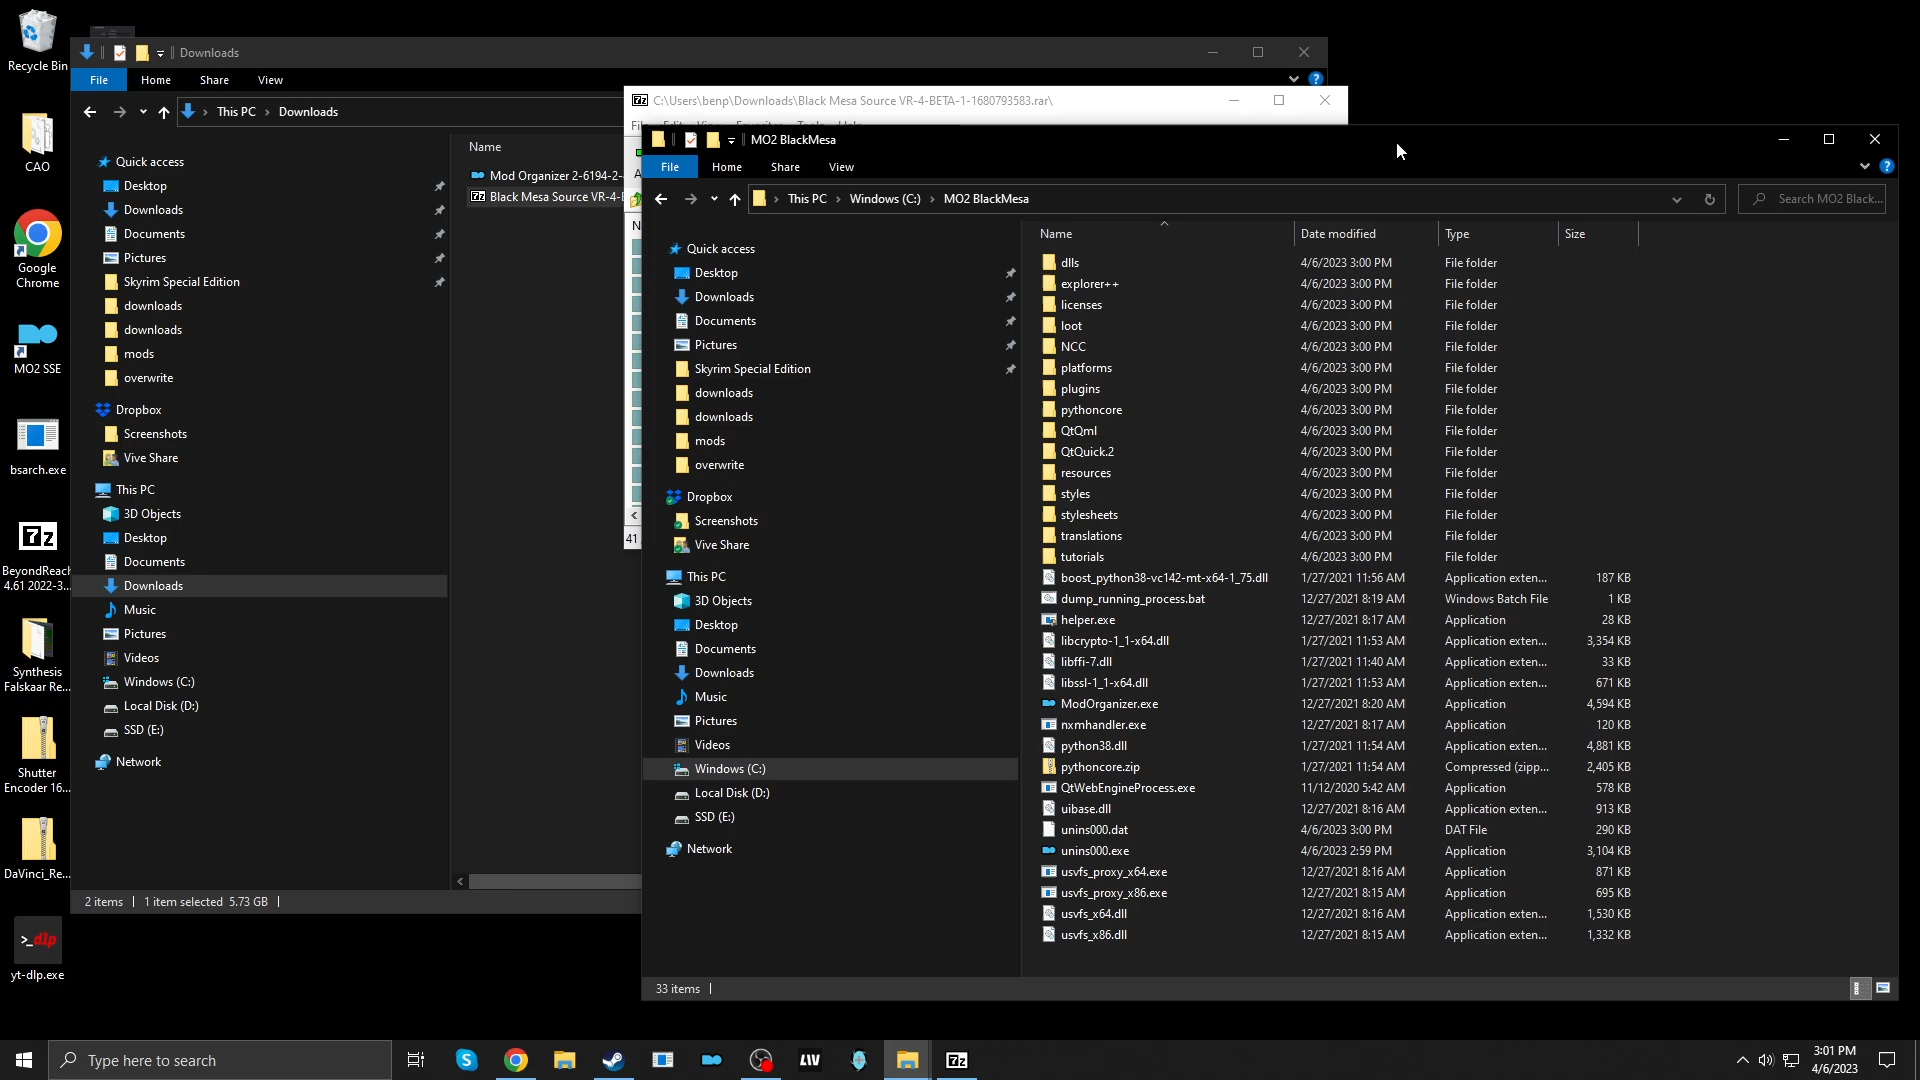 Recycle Bin
CAO
Google
Chrome
MO2 SSE
bsarch.exe
7z
BeyondReach
4.61 2022-3...
Synthesis
Falskaar Re...
Shutter
Encoder 16...
DaVinci_Re...
>_dlp
yt-dlp.exe
Downloads
File Home Share View
This PC > Downloads
Quick access
Desktop
Downloads
Documents
Pictures
Skyrim Special Edition
downloads
downloads
mods
overwrite
Dropbox
Screenshots
Vive Share
This PC
3D Objects
Desktop
Documents
Downloads
Music
Pictures
Videos
Windows (C:)
Local Disk (D:)
SSD (E:)
Network
Name
Mod Organizer 2-6194-2-
Black Mesa Source VR-4-B
2 items 1 item selected 5.73 GB
7z C:\Users\benp\Downloads\Black Mesa Source VR-4-BETA-1-1680793583.rar\
41
MO2 BlackMesa
File Home Share View
This PC > Windows (C:) > MO2 BlackMesa
Search MO2 Black...
Quick access
Desktop
Downloads
Documents
Pictures
Skyrim Special Edition
downloads
downloads
mods
overwrite
Dropbox
Screenshots
Vive Share
This PC
3D Objects
Desktop
Documents
Downloads
Music
Pictures
Videos
Windows (C:)
Local Disk (D:)
SSD (E:)
Network
Name Date modified Type Size
dlls 4/6/2023 3:00 PM File folder
explorer++ 4/6/2023 3:00 PM File folder
licenses 4/6/2023 3:00 PM File folder
loot 4/6/2023 3:00 PM File folder
NCC 4/6/2023 3:00 PM File folder
platforms 4/6/2023 3:00 PM File folder
plugins 4/6/2023 3:00 PM File folder
pythoncore 4/6/2023 3:00 PM File folder
QtQml 4/6/2023 3:00 PM File folder
QtQuick.2 4/6/2023 3:00 PM File folder
resources 4/6/2023 3:00 PM File folder
styles 4/6/2023 3:00 PM File folder
stylesheets 4/6/2023 3:00 PM File folder
translations 4/6/2023 3:00 PM File folder
tutorials 4/6/2023 3:00 PM File folder
boost_python38-vc142-mt-x64-1_75.dll 1/27/2021 11:56 AM Application exten... 187 KB
dump_running_process.bat 12/27/2021 8:19 AM Windows Batch File 1 KB
helper.exe 12/27/2021 8:17 AM Application 28 KB
libcrypto-1_1-x64.dll 1/27/2021 11:53 AM Application exten... 3,354 KB
libffi-7.dll 1/27/2021 11:40 AM Application exten... 33 KB
libssl-1_1-x64.dll 1/27/2021 11:53 AM Application exten... 671 KB
ModOrganizer.exe 12/27/2021 8:20 AM Application 4,594 KB
nxmhandler.exe 12/27/2021 8:17 AM Application 120 KB
python38.dll 1/27/2021 11:54 AM Application exten... 4,881 KB
pythoncore.zip 1/27/2021 11:54 AM Compressed (zipp... 2,405 KB
QtWebEngineProcess.exe 11/12/2020 5:42 AM Application 578 KB
uibase.dll 12/27/2021 8:16 AM Application exten... 913 KB
unins000.dat 4/6/2023 3:00 PM DAT File 290 KB
unins000.exe 4/6/2023 2:59 PM Application 3,104 KB
usvfs_proxy_x64.exe 12/27/2021 8:16 AM Application 871 KB
usvfs_proxy_x86.exe 12/27/2021 8:15 AM Application 695 KB
usvfs_x64.dll 12/27/2021 8:16 AM Application exten... 1,530 KB
usvfs_x86.dll 12/27/2021 8:15 AM Application exten... 1,332 KB
33 items
Type here to search
LIV
7z
3:01 PM
4/6/2023